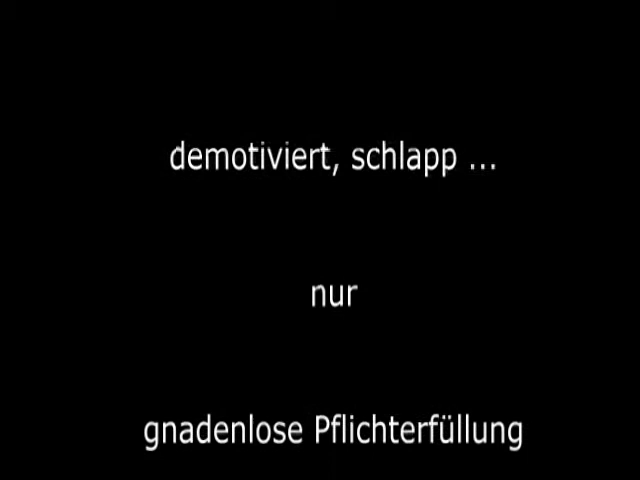 demotiviert, schlapp ...
nur
gnadenlose Pflichterfüllung